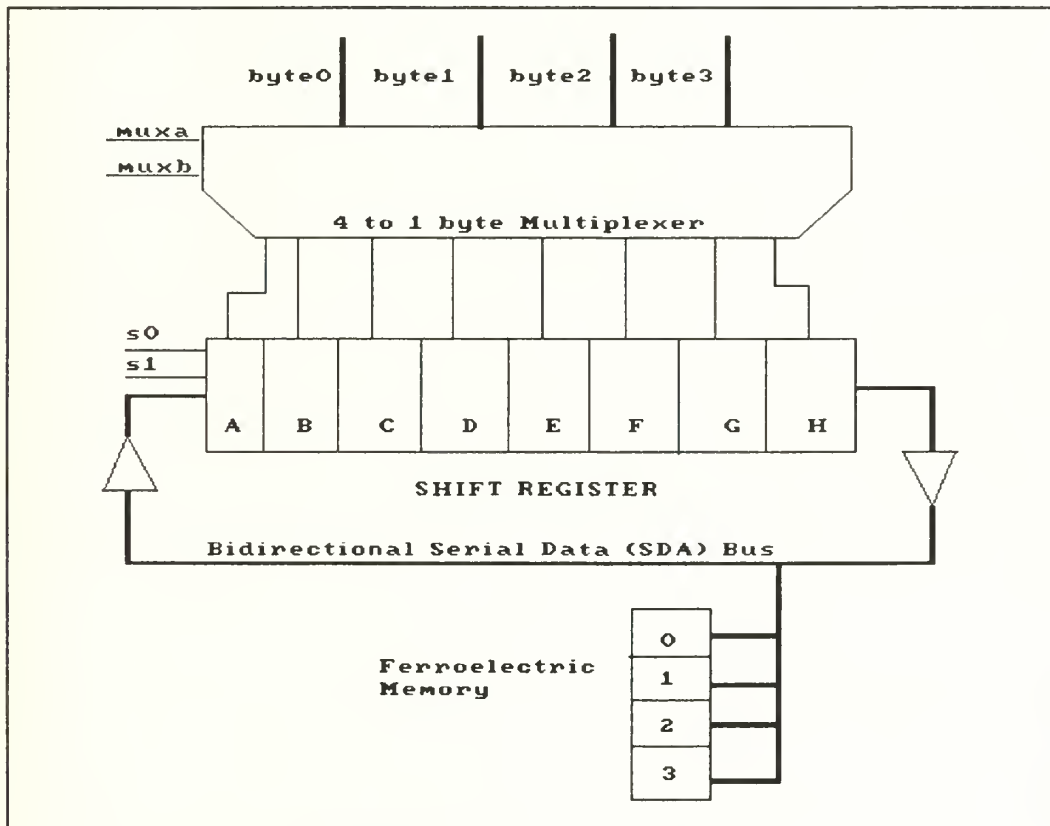 byte0 byte1 byte2 byte3
muxa
muxb
4 to 1 byte Multiplexer
s0
s1
A B C D E F G H
SHIFT REGISTER
Bidirectional Serial Data (SDA) Bus
0
Ferroelectric
1
Memory
2
3